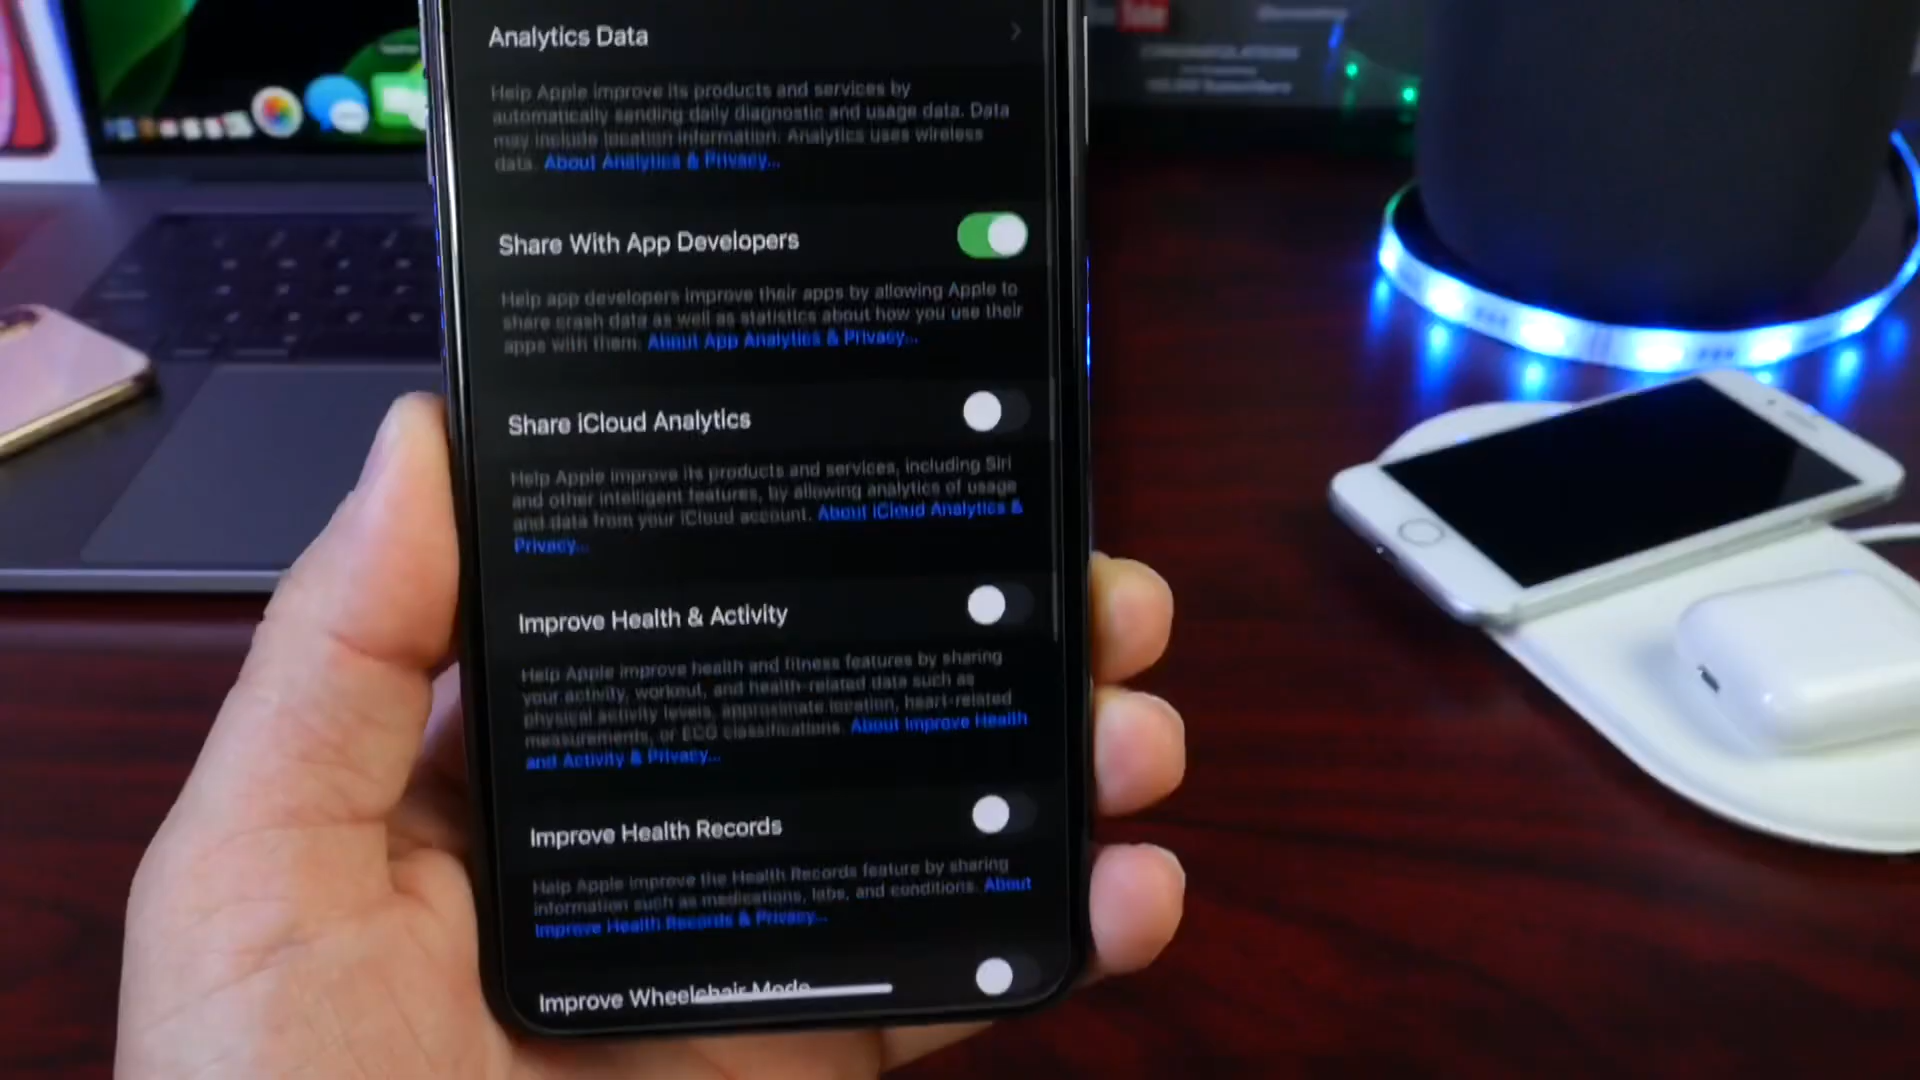 Analytics Data
Help Apple improve its products and services by
automatically sending daily diagnostic and usage data. Data
may include location information. Analytics uses wireless
data. About Analytics & Privacy...
Share With App Developers
Help app developers improve their apps by allowing Apple to
share crash data as well as statistics about how you use their
apps with them. About App Analytics & Privacy...
Share iCloud Analytics
Help Apple improve its products and services, including Siri
and other intelligent features, by allowing analytics of usage
and data from your iCloud account. About iCloud Analytics &
Privacy...
Improve Health & Activity
Help Apple improve health and fitness features by sharing
your activity, workout, and health-related data such as
physical activity levels, approximate location, heart-related
measurements, or ECG classifications. About Improve Health
and Activity & Privacy...
Improve Health Records
Help Apple improve the Health Records feature by sharing
information such as medications, labs, and conditions. About
Improve Health Records & Privacy...
Improve Wheelchair Mode
Tube
CONGRATULATIONS